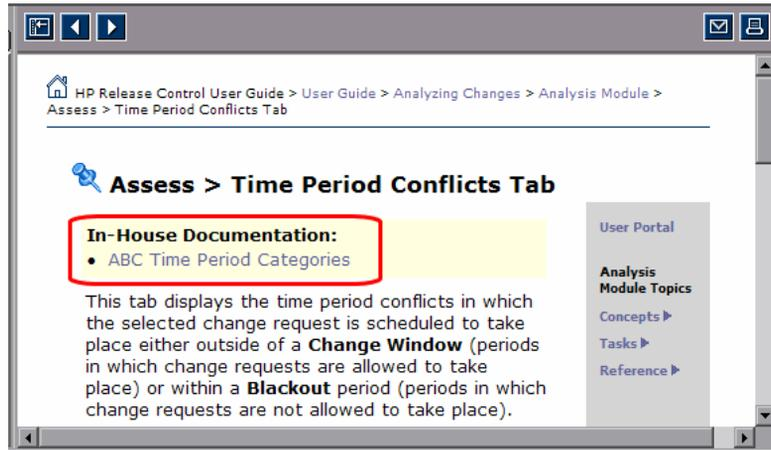 HP Release Control User Guide > User Guide > Analyzing Changes > Analysis Module >
Assess > Time Period Conflicts Tab
Assess > Time Period Conflicts Tab
In-House Documentation:
• ABC Time Period Categories
This tab displays the time period conflicts in which
the selected change request is scheduled to take
place either outside of a Change Window (periods
in which change requests are allowed to take
place) or within a Blackout period (periods in which
change requests are not allowed to take place).
User Portal
Analysis
Module Topics
Concepts
Tasks
Reference